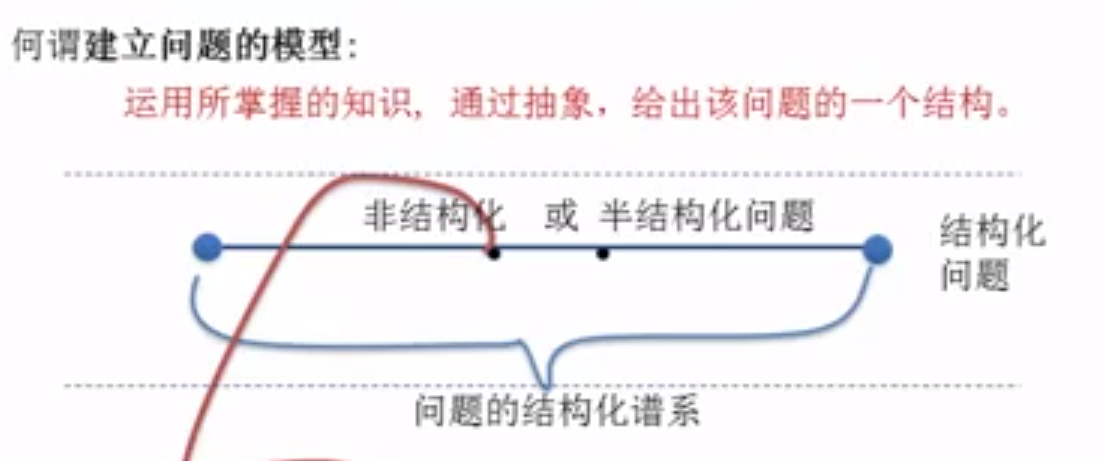 何谓建立问题的模型：
运用所掌握的知识，通过抽象，给出该问题的一个结构。
非结构化 或 半结构化问题
结构化
问题
问题的结构化谱系